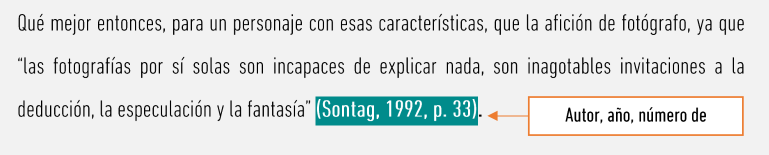 Qué mejor entonces, para un personaje con esas características, que la afición de fotógrafo, ya que
“las fotografías por sí solas son incapaces de explicar nada, son inagotables invitaciones a la
deducción, la especulación y la fantasía” (Sontag, 1992, p. 33).
Autor, año, número de